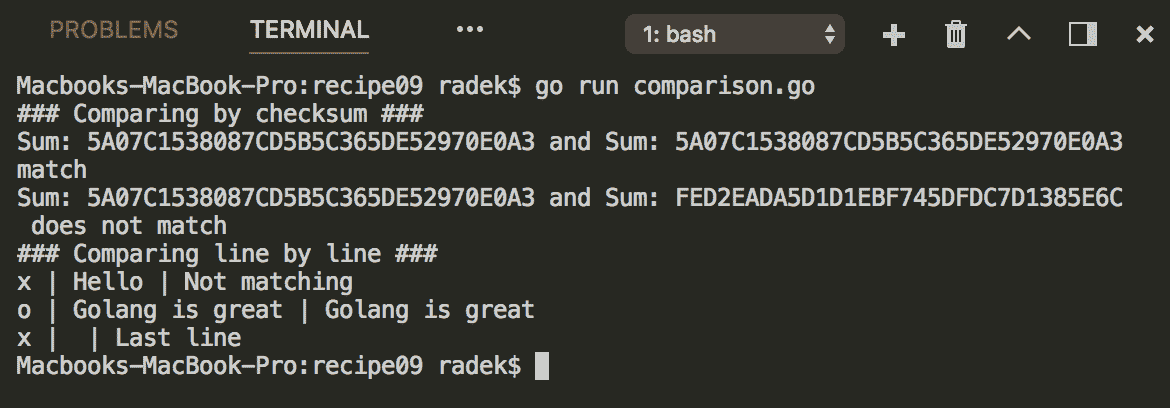 PROBLEMS TERMINAL ••• 1: bash
Macbooks-MacBook-Pro:recipe09 radek$ go run comparison.go
### Comparing by checksum ###
Sum: 5A07C1538087CD5B5C365DE52970E0A3 and Sum: 5A07C1538087CD5B5C365DE52970E0A3
match
Sum: 5A07C1538087CD5B5C365DE52970E0A3 and Sum: FED2EADA5D1D1EBF745DFDC7D1385E6C
 does not match
### Comparing line by line ###
x | Hello | Not matching
o | Golang is great | Golang is great
x |  | Last line
Macbooks-MacBook-Pro:recipe09 radek$